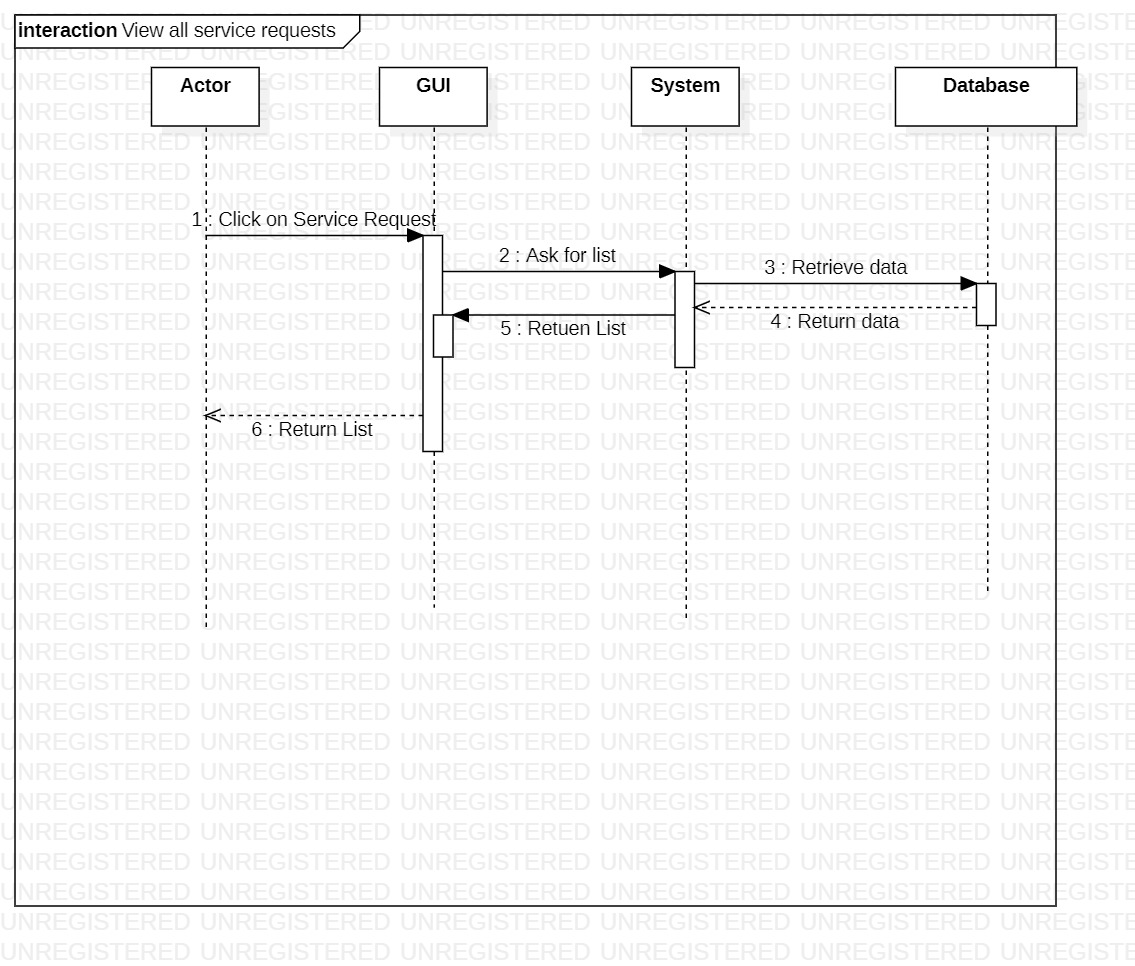 interaction View all service requests
Actor
GUI
System
Database
1 : Click on Service Request
2 : Ask for list
3 : Retrieve data
4 : Return data
5 : Retuen List
6 : Return List
UNREGISTERED